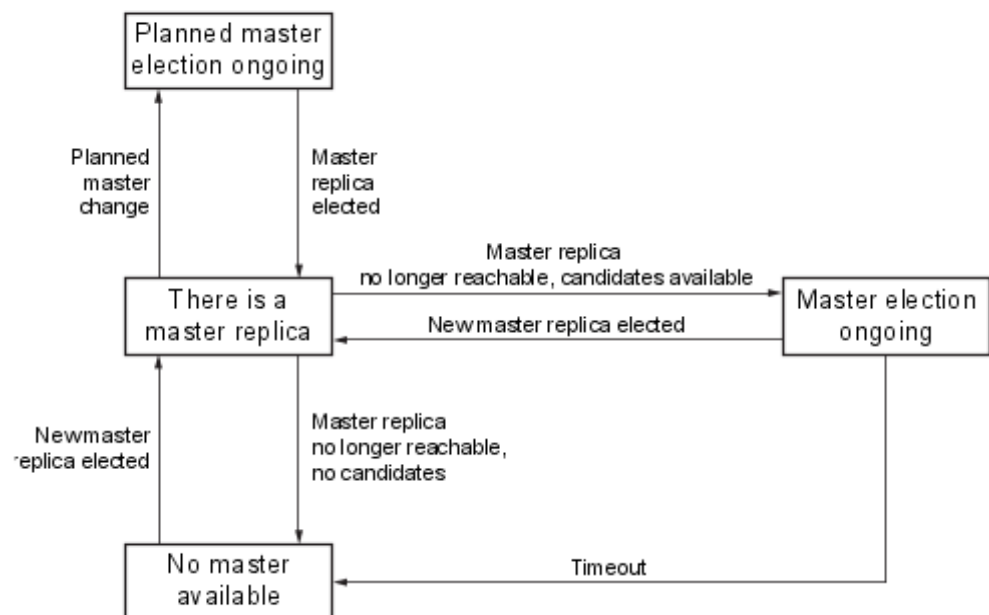 Planned master
election ongoing
Planned
master
change
Master
replica
elected
Master replica
no longer reachable, candidates available
There is a
master replica
Master election
ongoing
New master replica elected
New master
replica elected
Master replica
no longer reachable,
no candidates
No master
available
Timeout